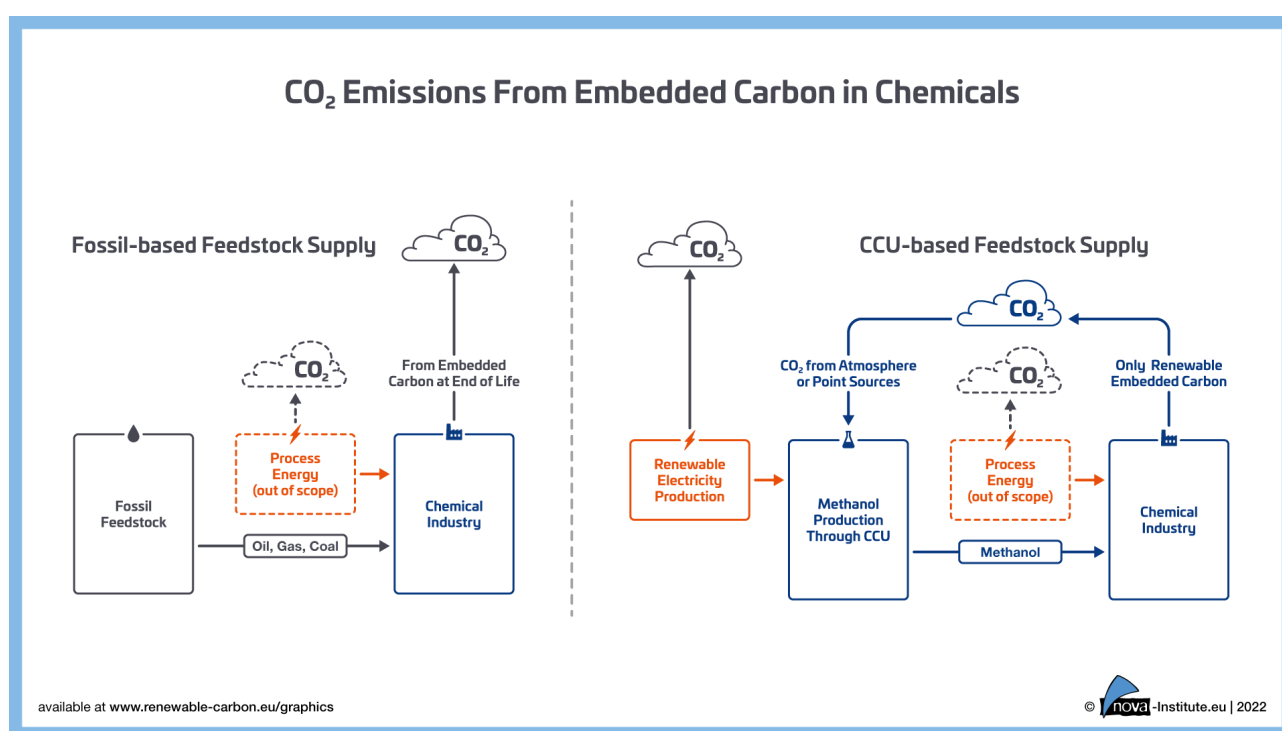 CO₂ Emissions From Embedded Carbon in Chemicals
Fossil-based Feedstock Supply
CO₂
CO₂
From Embedded
Carbon at End of Life
Fossil
Feedstock
Process
Energy
(out of scope)
Chemical
Industry
Oil, Gas, Coal
CCU-based Feedstock Supply
CO₂
CO₂
CO₂ from Atmosphere
or Point Sources
CO₂
Only Renewable
Embedded Carbon
Renewable
Electricity
Production
Methanol
Production
Through CCU
Process
Energy
(out of scope)
Chemical
Industry
Methanol
available at www.renewable-carbon.eu/graphics
© nova-Institute.eu | 2022